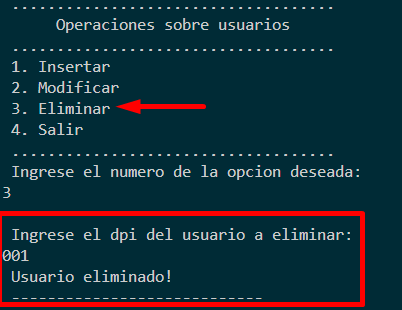 ....................................
Operaciones sobre usuarios
....................................
1. Insertar
2. Modificar
3. Eliminar
4. Salir
....................................
Ingrese el numero de la opcion deseada:
3
Ingrese el dpi del usuario a eliminar:
001
Usuario eliminado!
----------------------------